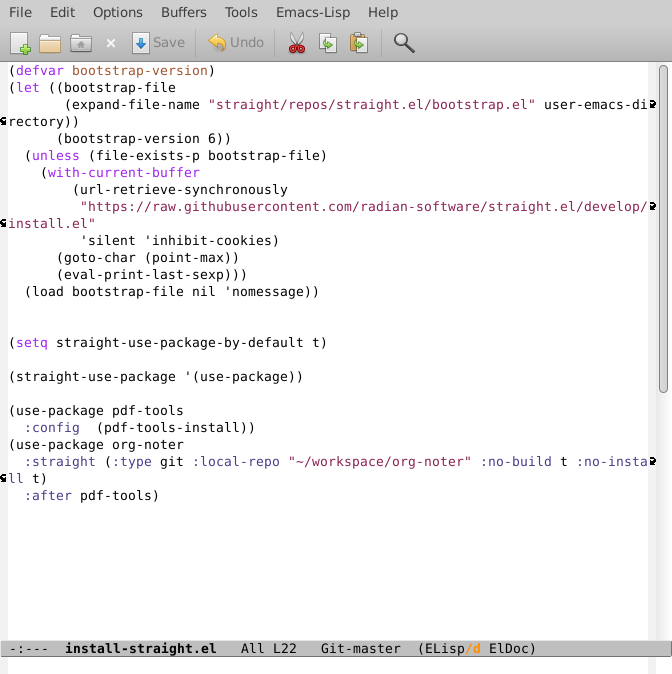 File Edit Options Buffers Tools Emacs-Lisp Help
Save Undo
(defvar bootstrap-version)
(let ((bootstrap-file
       (expand-file-name "straight/repos/straight.el/bootstrap.el" user-emacs-di
rectory))
      (bootstrap-version 6))
  (unless (file-exists-p bootstrap-file)
    (with-current-buffer
        (url-retrieve-synchronously
         "https://raw.githubusercontent.com/radian-software/straight.el/develop/
install.el"
         'silent 'inhibit-cookies)
      (goto-char (point-max))
      (eval-print-last-sexp)))
  (load bootstrap-file nil 'nomessage))
(setq straight-use-package-by-default t)
(straight-use-package '(use-package))
(use-package pdf-tools
  :config  (pdf-tools-install))
(use-package org-noter
  :straight (:type git :local-repo "~/workspace/org-noter" :no-build t :no-insta
ll t)
  :after pdf-tools)
-:---  install-straight.el   All L22   Git-master  (ELisp/d ElDoc)